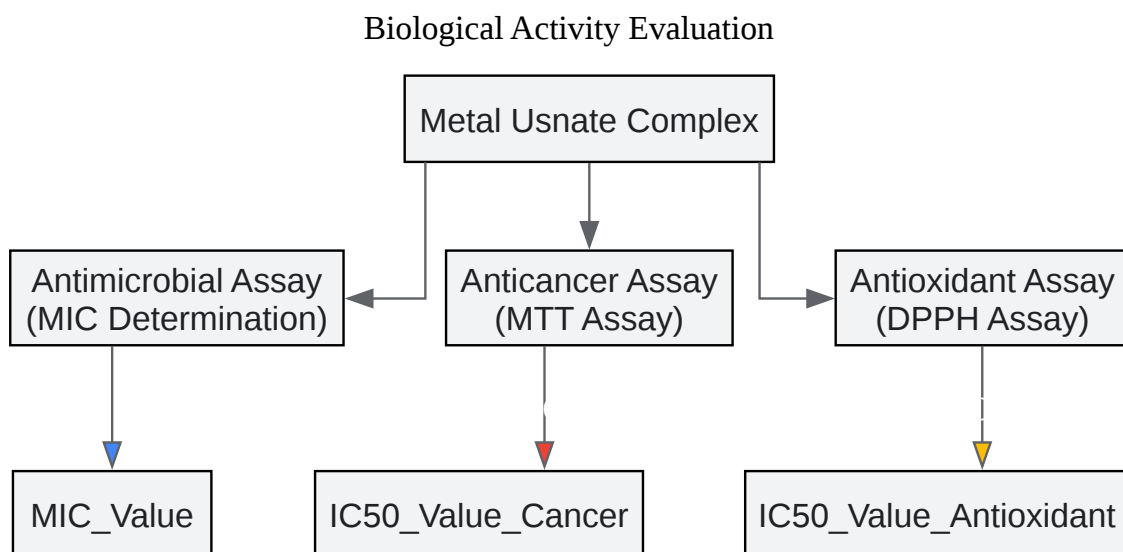 Biological Activity Evaluation
Metal Usnate Complex
Antimicrobial Assay
(MIC Determination)
Anticancer Assay
(MTT Assay)
Antioxidant Assay
(DPPH Assay)
MIC_Value
IC50_Value_Cancer
IC50_Value_Antioxidant